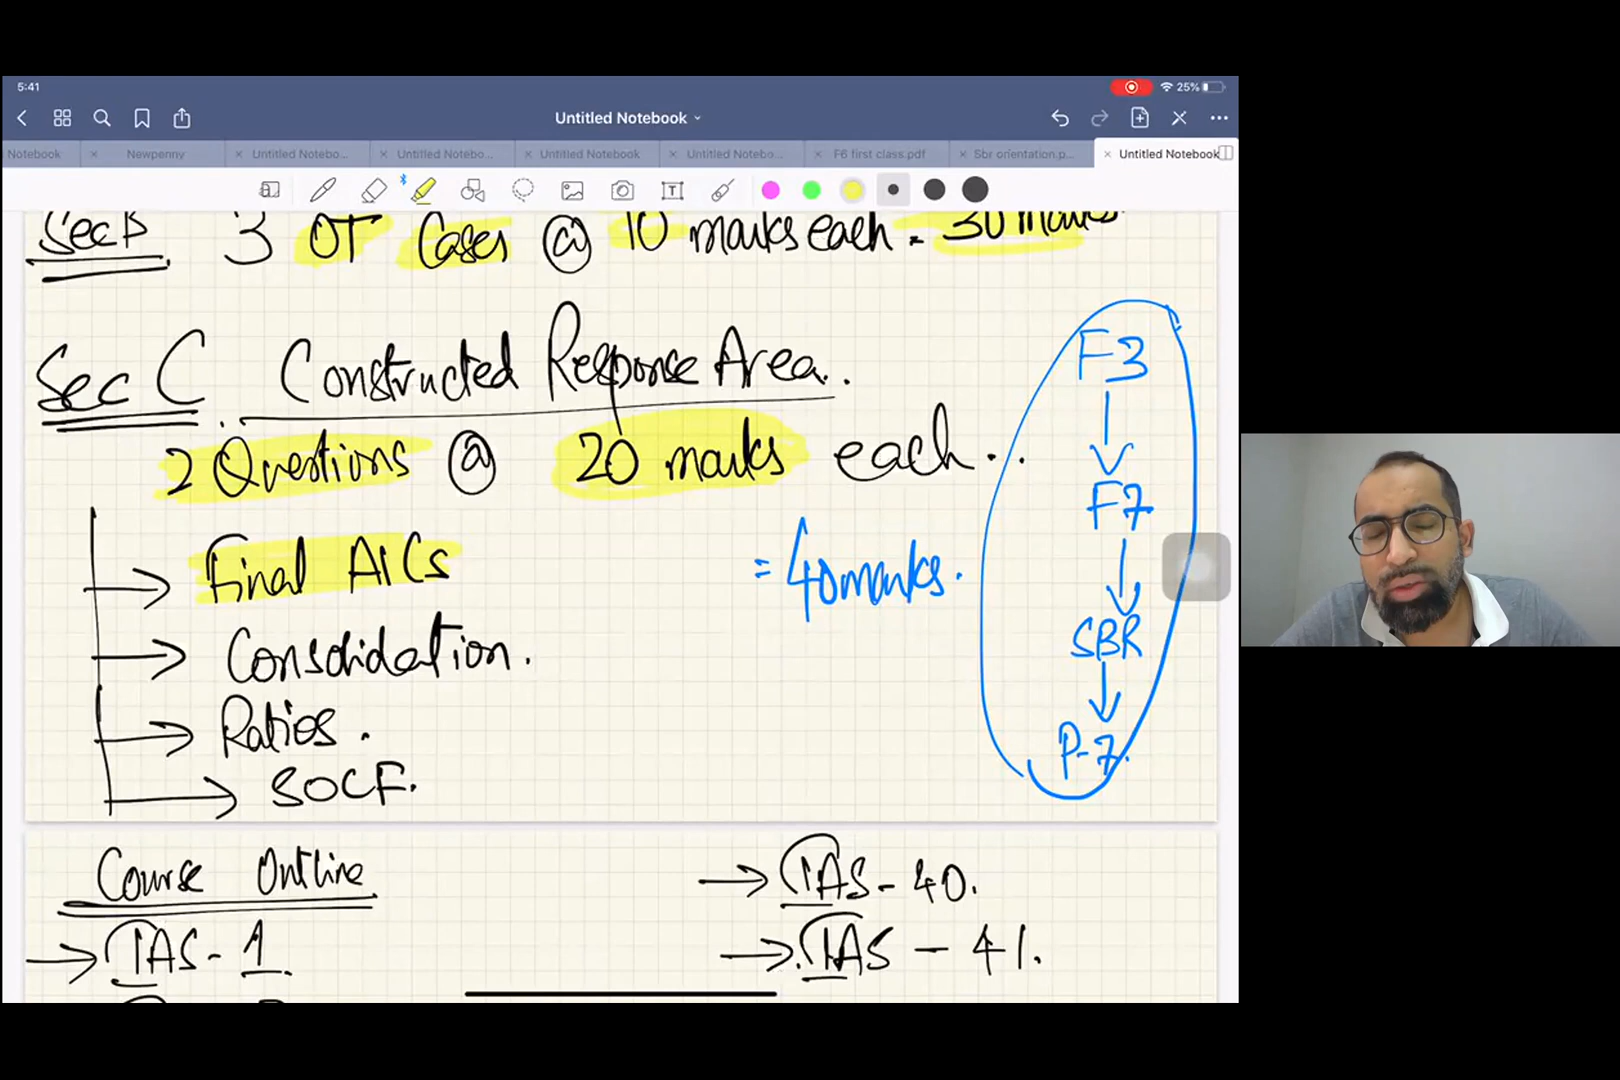 5:41
25%
Untitled Notebook
Notebook
Newpenny
Untitled Notebo...
Untitled Notebo...
Untitled Notebook
Untitled Notebo...
F6 first class.pdf
Sbr orientation.p...
Untitled Notebook
Sec B 3 OT Cases @ 10 marks each = 30 marks
Sec C Constructed Response Area..
2 Questions @ 20 marks each..
= 40 marks.
→ Final A/Cs
→ Consolidation.
→ Ratios.
→ SOCF.
F3
↓
F7
↓
SBR
↓
P-7.
Course Outline
→ IAS - 1
→ IAS - 40.
→ IAS - 41.